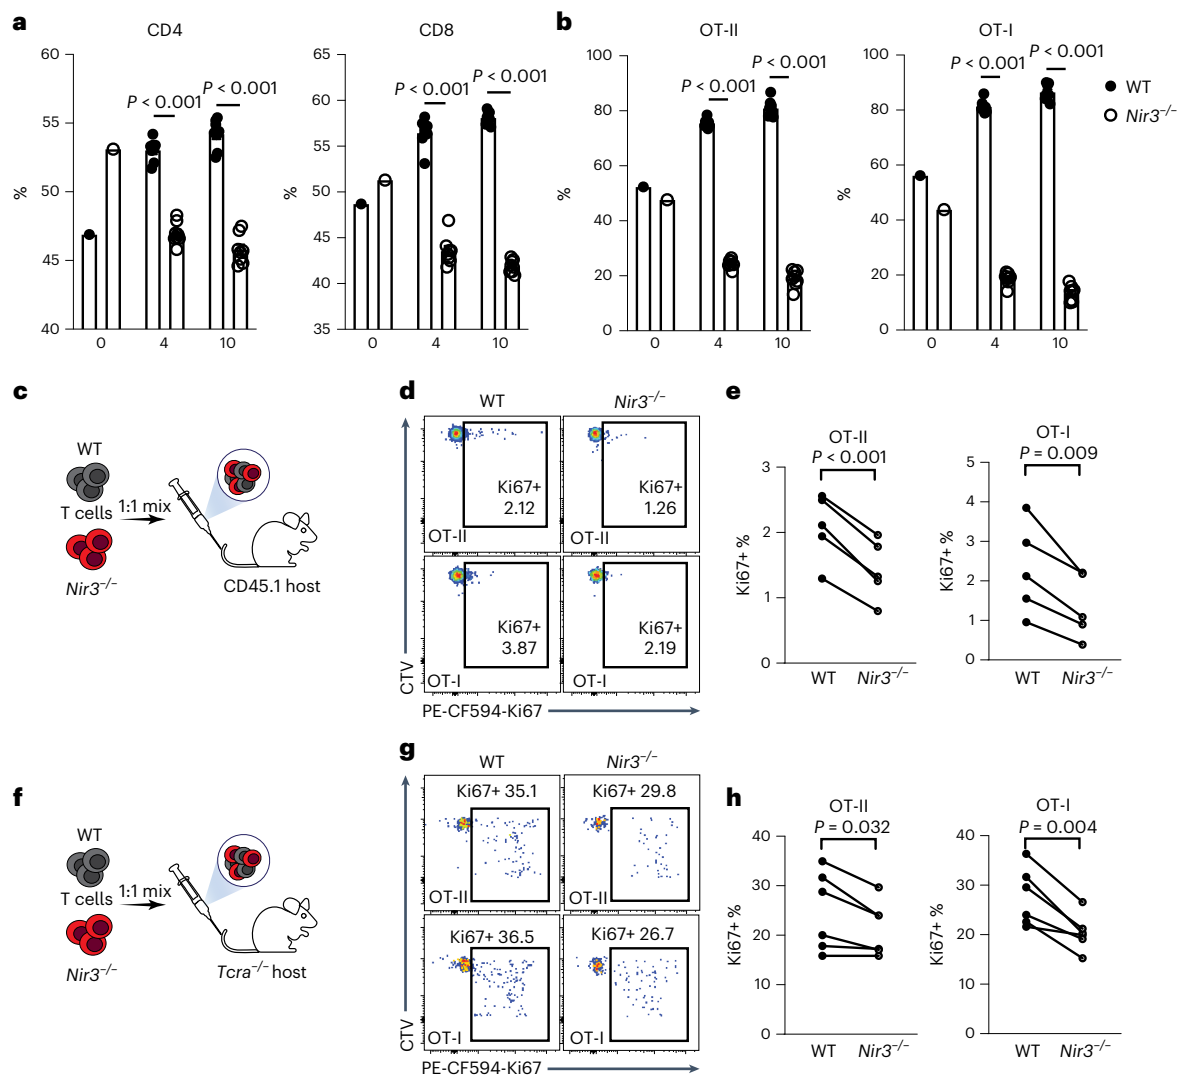 a
CD4
60
55
50
45
40
%
P < 0.001
P < 0.001
0
4
10
CD8
65
60
55
50
45
40
35
%
P < 0.001
P < 0.001
0
4
10
b
OT-II
100
80
60
40
20
0
%
P < 0.001
P < 0.001
0
4
10
OT-I
100
80
60
40
20
0
%
P < 0.001
P < 0.001
0
4
10
WT
Nir3−/−
c
WT
T cells
1:1 mix
Nir3−/−
CD45.1 host
d
WT
Nir3−/−
Ki67+
2.12
OT-II
Ki67+
1.26
OT-II
Ki67+
3.87
OT-I
Ki67+
2.19
OT-I
CTV
PE-CF594-Ki67
e
OT-II
P < 0.001
3
2
1
0
Ki67+ %
WT
Nir3−/−
OT-I
P = 0.009
5
4
3
2
1
0
Ki67+ %
WT
Nir3−/−
f
WT
T cells
1:1 mix
Nir3−/−
Tcra−/− host
g
WT
Nir3−/−
Ki67+ 35.1
OT-II
Ki67+ 29.8
OT-II
Ki67+ 36.5
OT-I
Ki67+ 26.7
OT-I
CTV
PE-CF594-Ki67
h
OT-II
P = 0.032
40
30
20
10
0
Ki67+ %
WT
Nir3−/−
OT-I
P = 0.004
40
30
20
10
0
Ki67+ %
WT
Nir3−/−